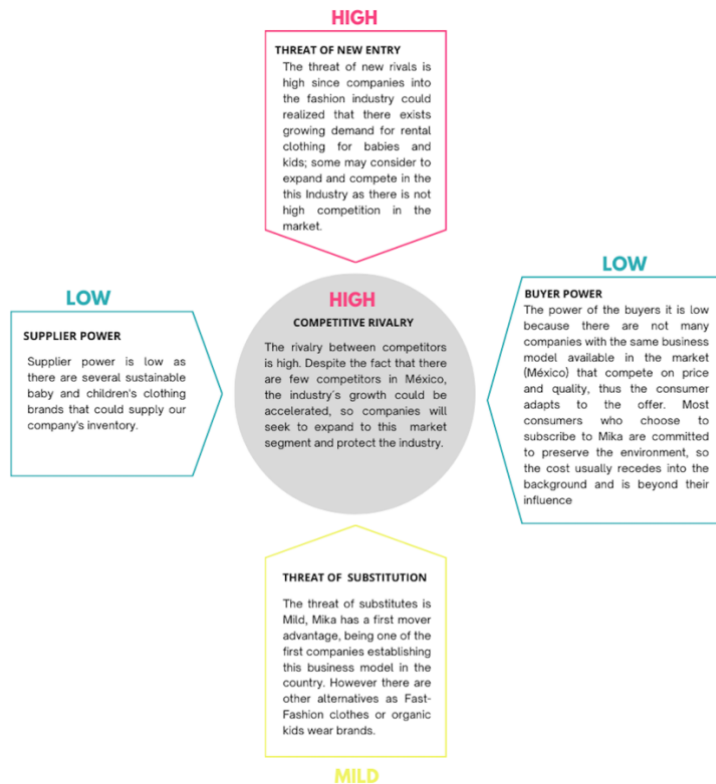 HIGH
THREAT OF NEW ENTRY
The threat of new rivals is
high since companies into
the fashion industry could
realized that there exists
growing demand for rental
clothing for babies and
kids; some may consider to
expand and compete in the
this Industry as there is not
high competition in the
market.
LOW
SUPPLIER POWER
Supplier power is low as
there are several sustainable
baby and children's clothing
brands that could supply our
company's inventory.
HIGH
COMPETITIVE RIVALRY
The rivalry between competitors
is high. Despite the fact that there
are few competitors in México,
the industry´s growth could be
accelerated, so companies will
seek to expand to this market
segment and protect the industry.
LOW
BUYER POWER
The power of the buyers it is low
because there are not many
companies with the same business
model available in the market
(México) that compete on price
and quality, thus the consumer
adapts to the offer. Most
consumers who choose to
subscribe to Mika are committed
to preserve the environment, so
the cost usually recedes into the
background and is beyond their
influence
THREAT OF SUBSTITUTION
The threat of substitutes is
Mild, Mika has a first mover
advantage, being one of the
first companies establishing
this business model in the
country. However there are
other alternatives as Fast-
Fashion clothes or organic
kids wear brands.
MILD